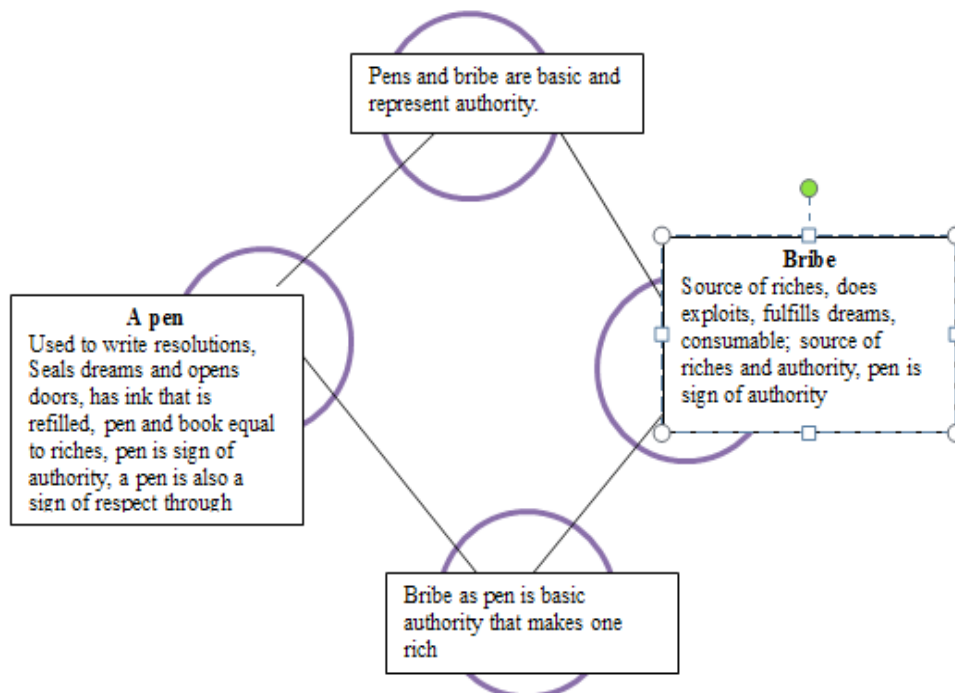 Pens and bribe are basic and
represent authority.
A pen
Used to write resolutions,
Seals dreams and opens
doors, has ink that is
refilled, pen and book equal
to riches, pen is sign of
authority, a pen is also a
sign of respect through
Bribe
Source of riches, does
exploits, fulfills dreams,
consumable; source of
riches and authority, pen is
sign of authority
Bribe as pen is basic
authority that makes one
rich